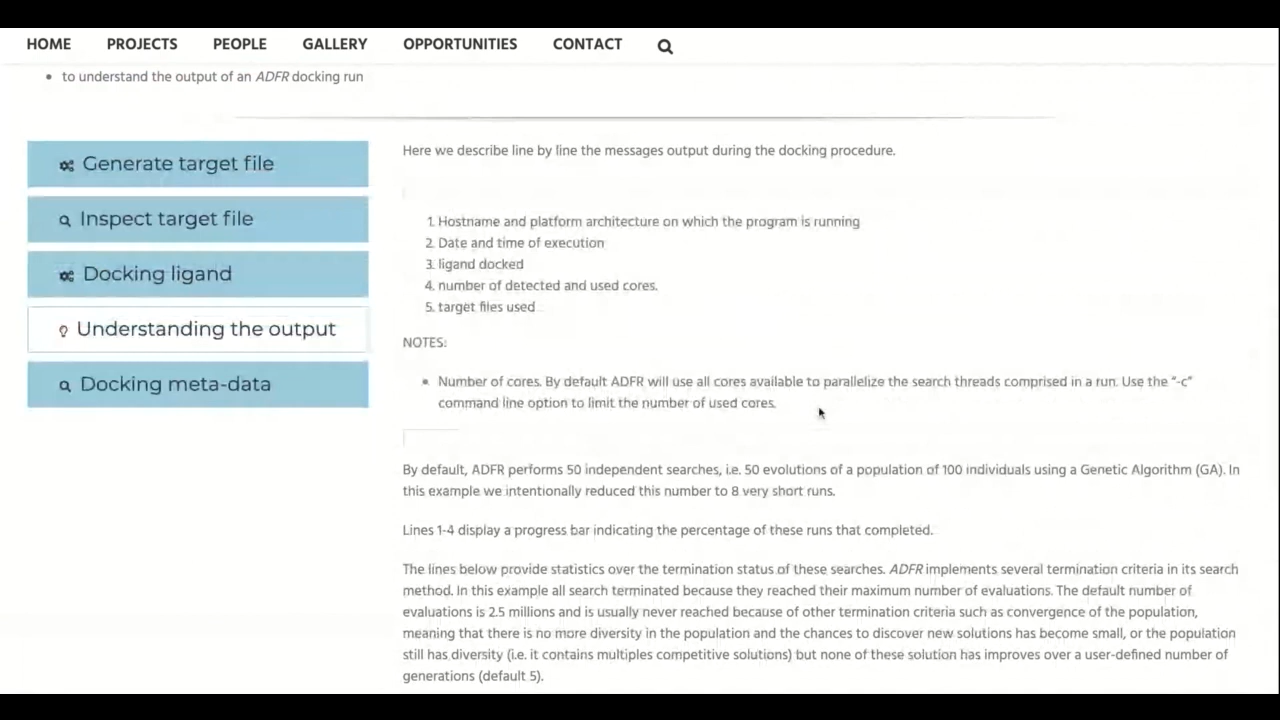 HOME PROJECTS PEOPLE GALLERY OPPORTUNITIES CONTACT
• to understand the output of an ADFR docking run
Generate target file
Inspect target file
Docking ligand
Understanding the output
Docking meta-data
Here we describe line by line the messages output during the docking procedure.
1. Hostname and platform architecture on which the program is running
2. Date and time of execution
3. ligand docked
4. number of detected and used cores.
5. target files used
NOTES:
• Number of cores. By default ADFR will use all cores available to parallelize the search threads comprised in a run. Use the “-c”
command line option to limit the number of used cores.
By default, ADFR performs 50 independent searches, i.e. 50 evolutions of a population of 100 individuals using a Genetic Algorithm (GA). In
this example we intentionally reduced this number to 8 very short runs.
Lines 1-4 display a progress bar indicating the percentage of these runs that completed.
The lines below provide statistics over the termination status of these searches. ADFR implements several termination criteria in its search
method. In this example all search terminated because they reached their maximum number of evaluations. The default number of
evaluations is 2.5 millions and is usually never reached because of other termination criteria such as convergence of the population,
meaning that there is no more diversity in the population and the chances to discover new solutions has become small, or the population
still has diversity (i.e. it contains multiples competitive solutions) but none of these solution has improves over a user-defined number of
generations (default 5).